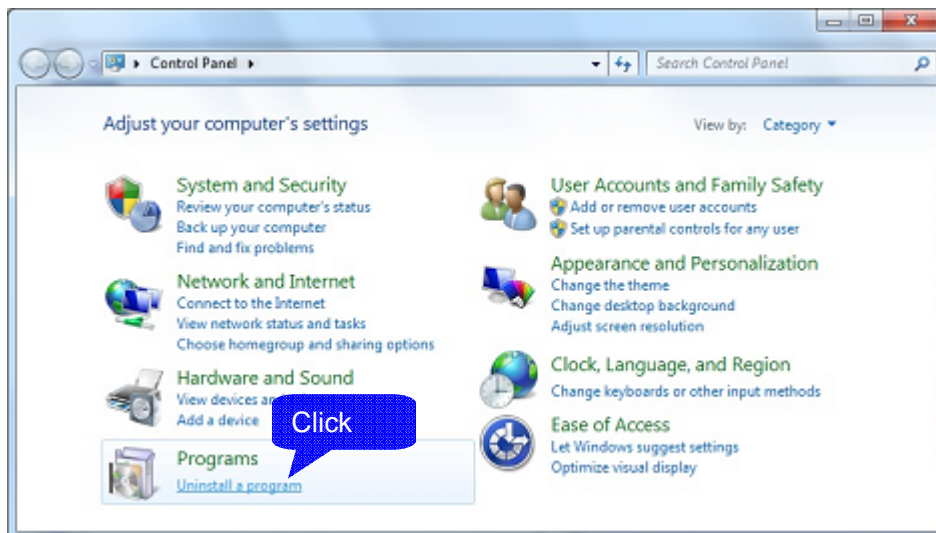 Control Panel
Search Control Panel
Adjust your computer's settings
View by: Category
System and Security
Review your computer's status
Back up your computer
Find and fix problems
Network and Internet
Connect to the Internet
View network status and tasks
Choose homegroup and sharing options
Hardware and Sound
View devices
Add a device
Click
Programs
Uninstall a program
User Accounts and Family Safety
Add or remove user accounts
Set up parental controls for any user
Appearance and Personalization
Change the theme
Change desktop background
Adjust screen resolution
Clock, Language, and Region
Change keyboards or other input methods
Ease of Access
Let Windows suggest settings
Optimize visual display